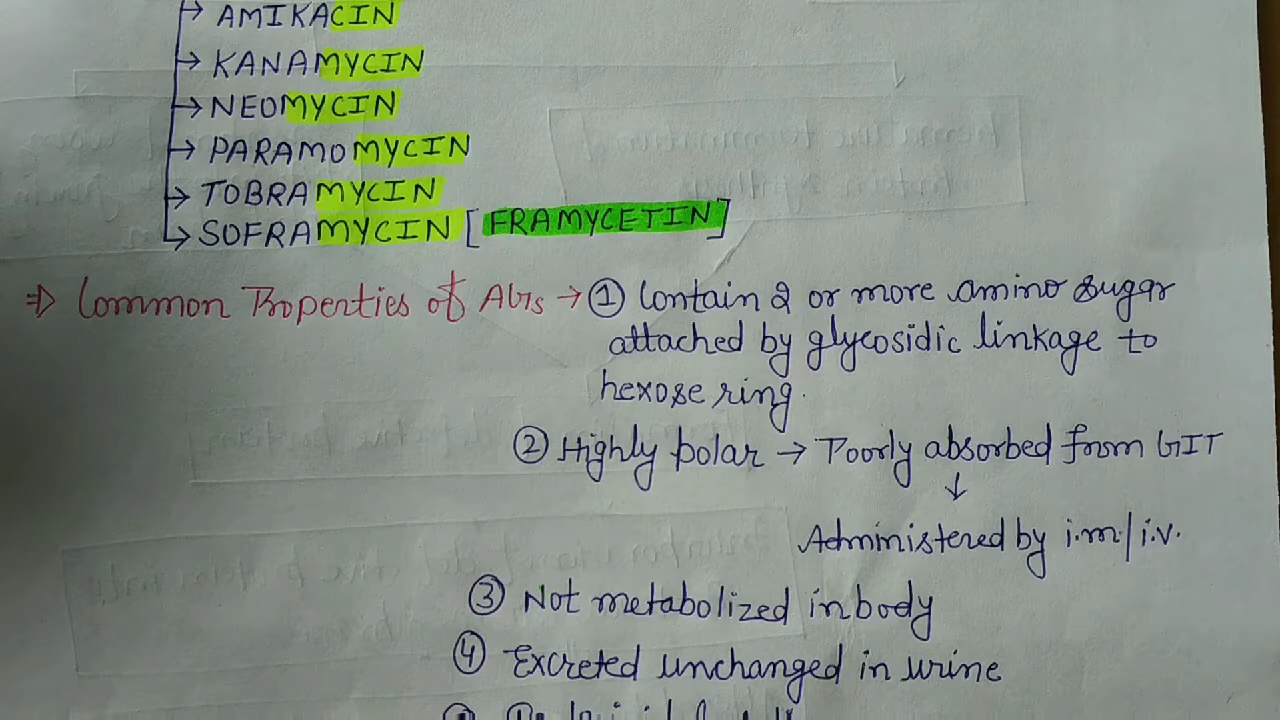 → AMIKACIN
→ KANAMYCIN
→ NEOMYCIN
→ PARAMOMYCIN
→ TOBRAMYCIN
→ SOFRAMYCIN [FRAMYCETIN]
⇒ Common Properties of AGs → ① Contain 2 or more amino sugar
attached by glycosidic linkage to
hexose ring.
② Highly polar → Poorly absorbed from GIT
↓
Administered by i.m./i.v.
③ Not metabolized in body
④ Excreted unchanged in urine